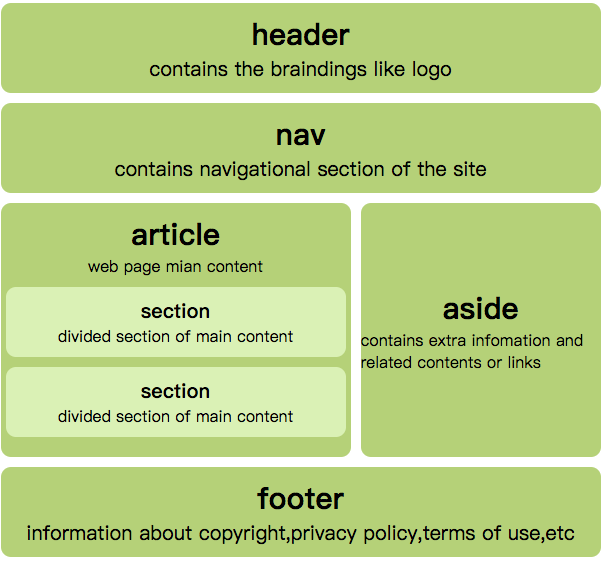 header
contains the braindings like logo
nav
contains navigational section of the site
article
web page mian content
section
divided section of main content
section
divided section of main content
aside
contains extra infomation and
related contents or links
footer
information about copyright,privacy policy,terms of use,etc